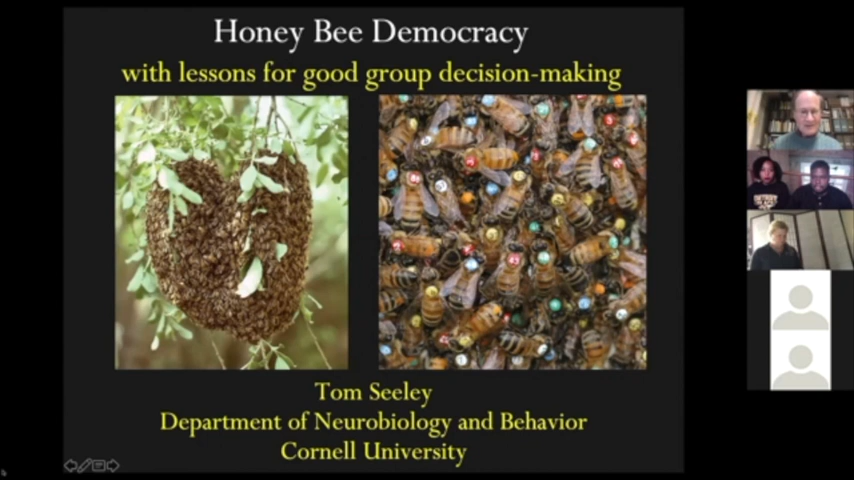 Honey Bee Democracy
with lessons for good group decision-making
Tom Seeley
Department of Neurobiology and Behavior
Cornell University